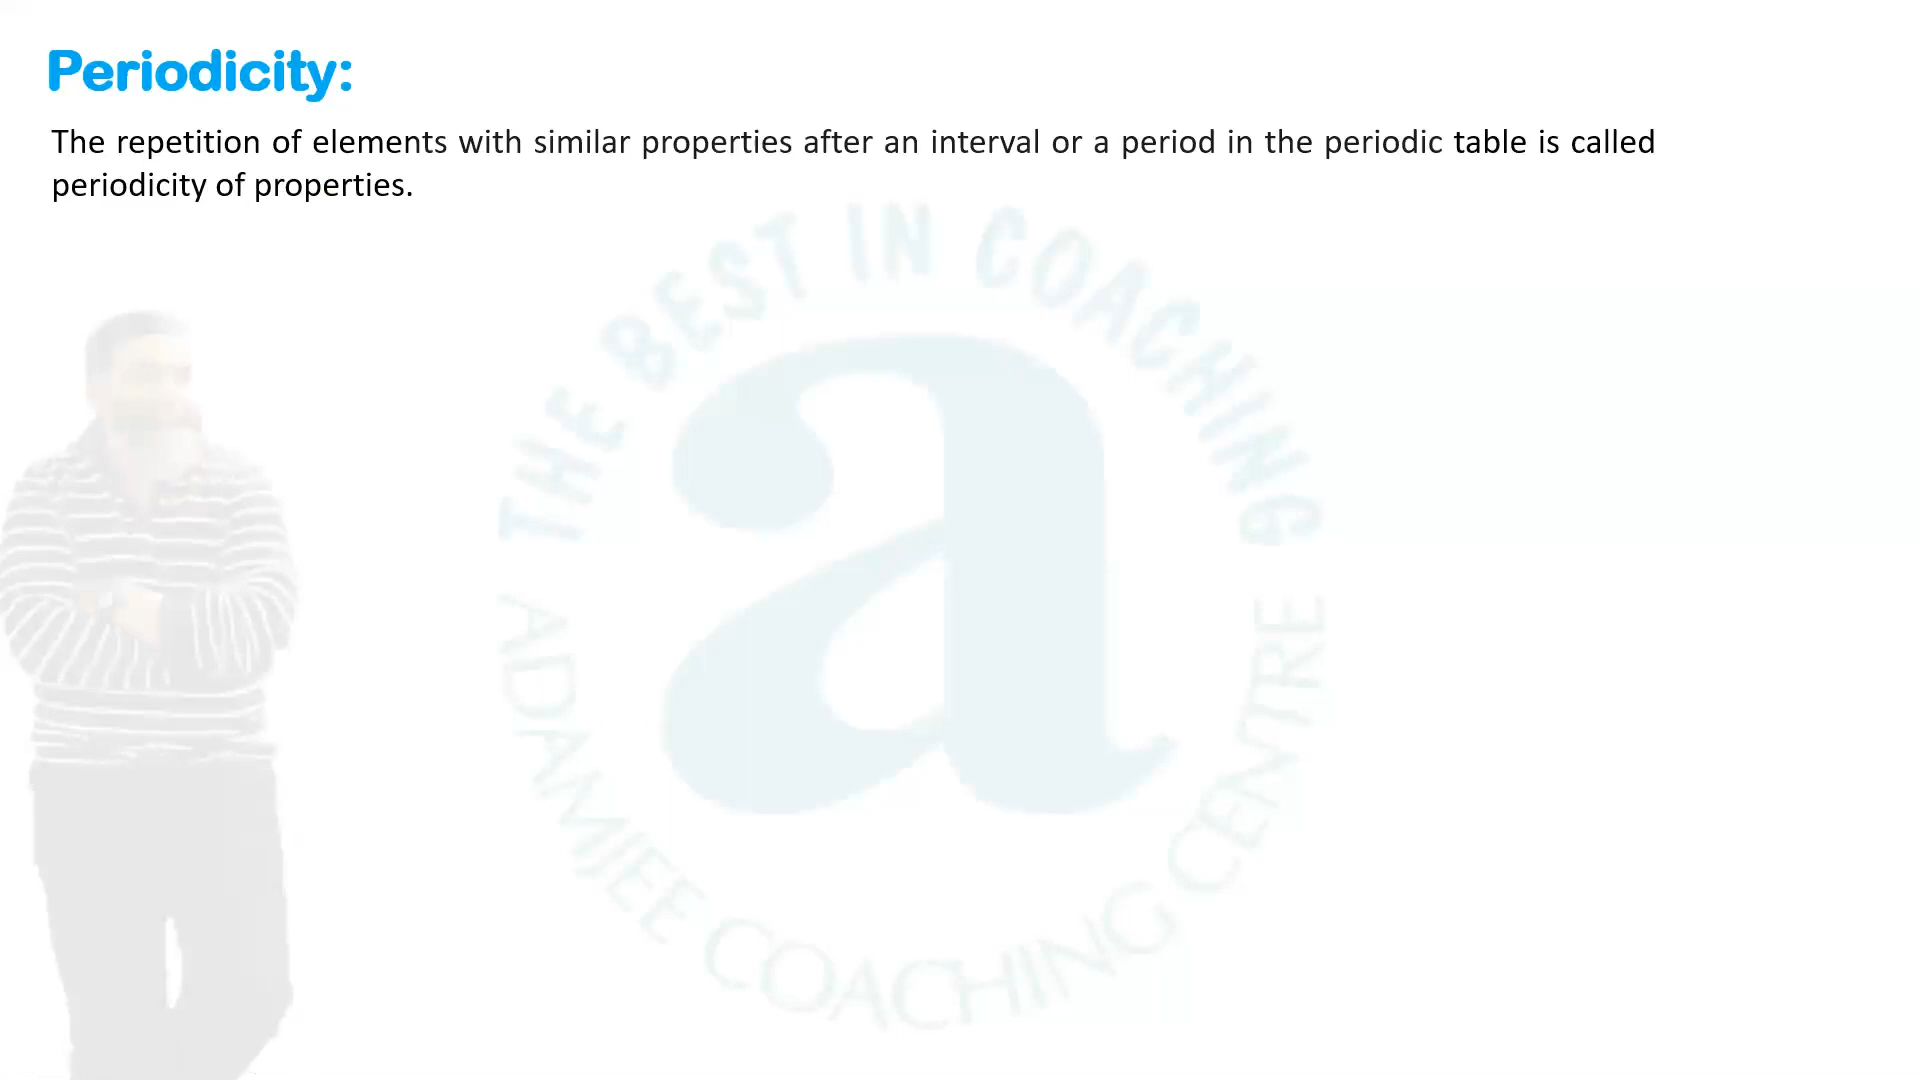 Periodicity:
The repetition of elements with similar properties after an interval or a period in the periodic table is called
periodicity of properties.
THE BEST IN COACHING
a
ADAMJEE COACHING CENTRE